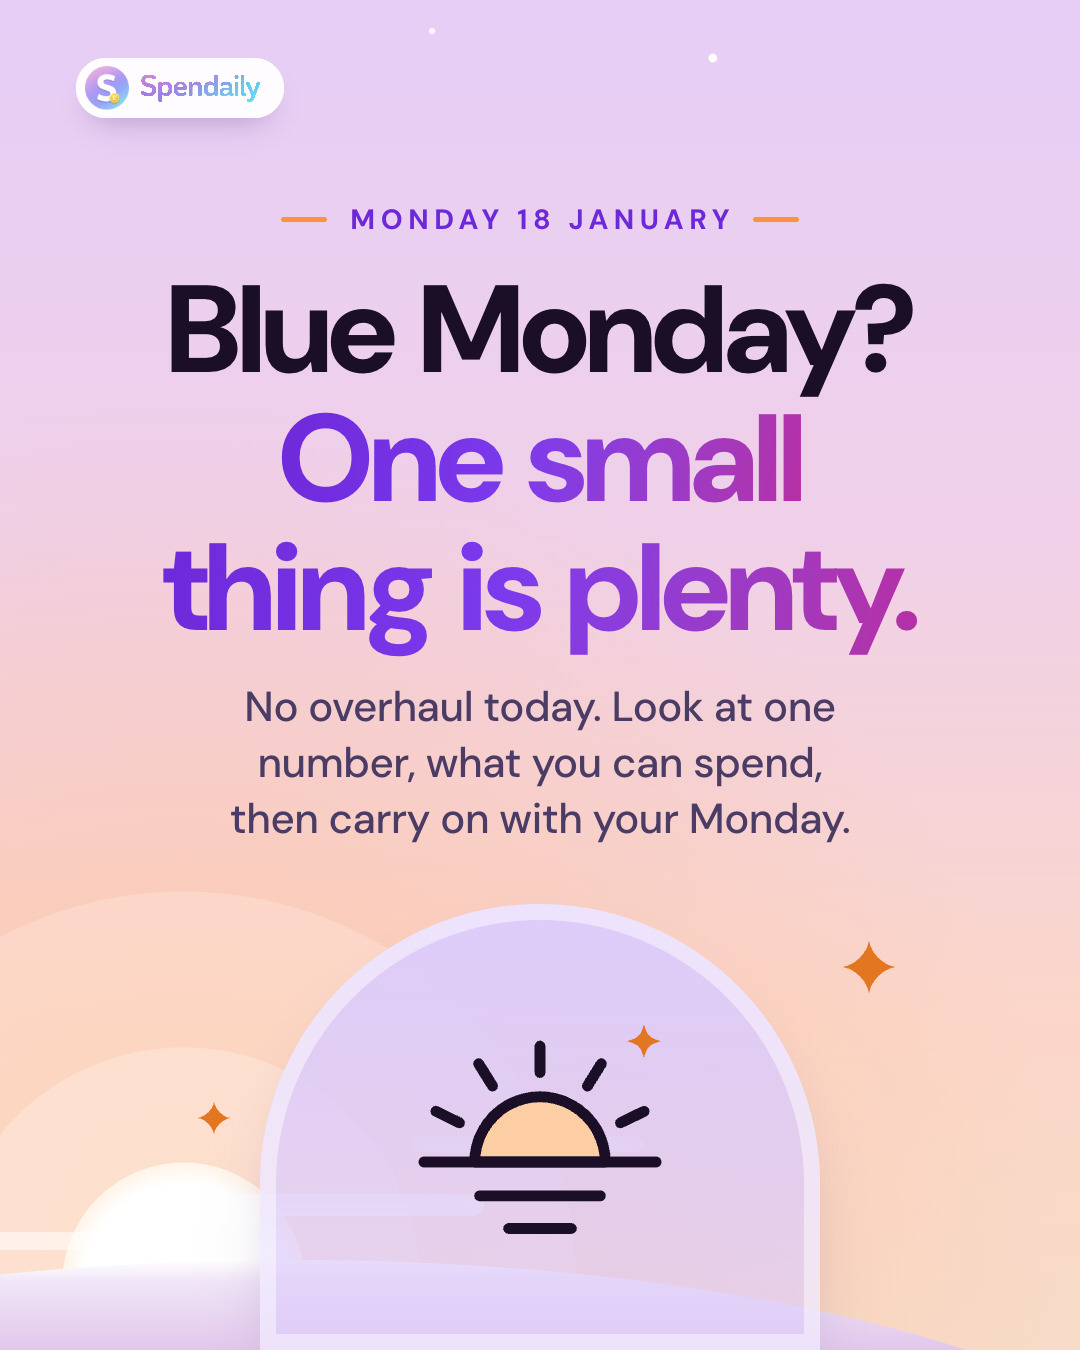 Spendaily
MONDAY 18 JANUARY
Blue Monday?
One small
thing is plenty.
No overhaul today. Look at one
number, what you can spend,
then carry on with your Monday.